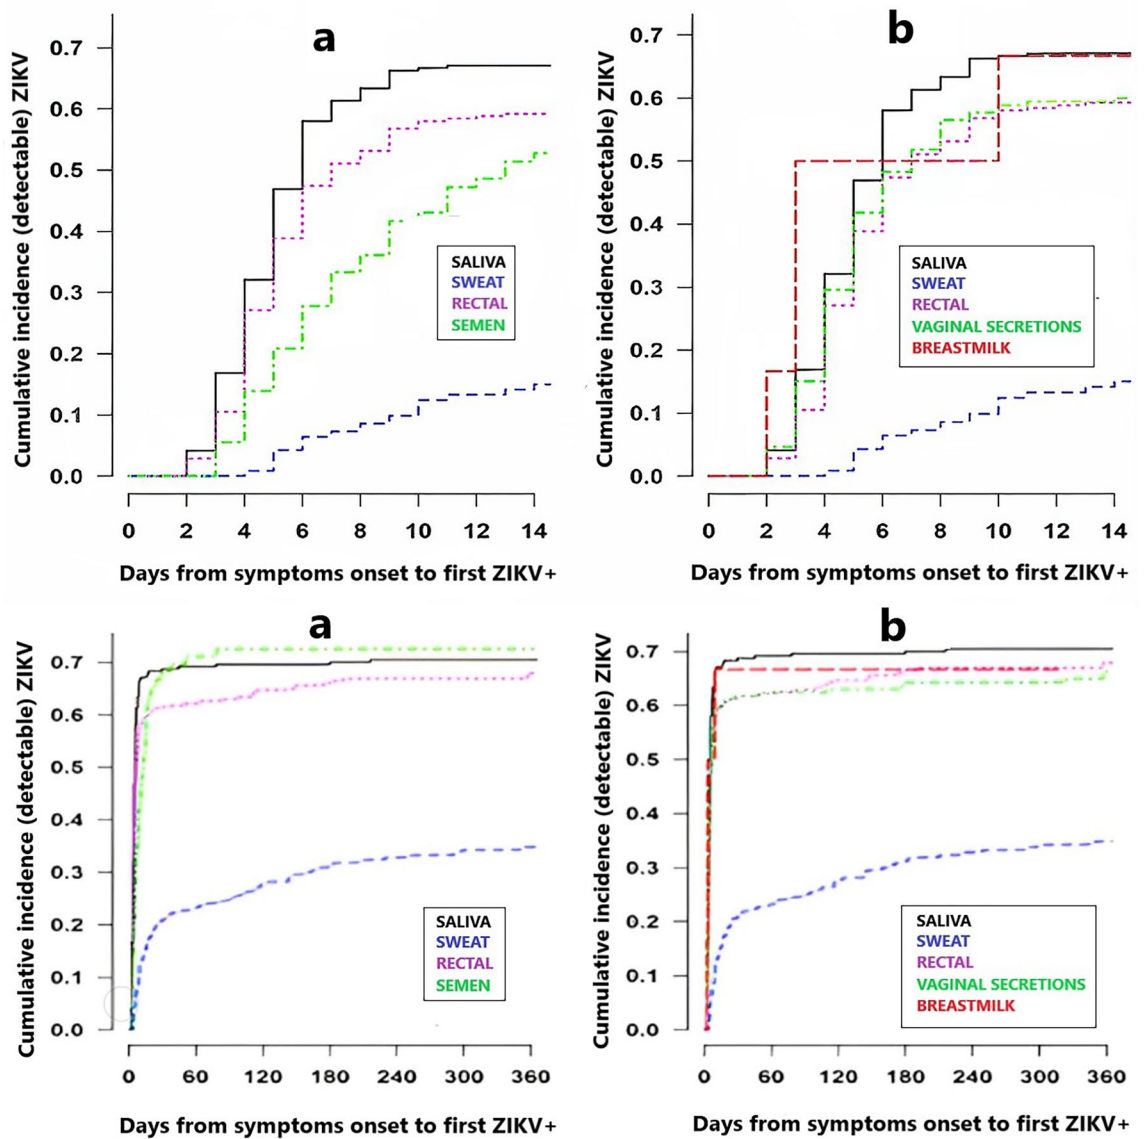 a
Cumulative incidence (detectable) ZIKV
0.7
0.6
0.5
0.4
0.3
0.2
0.1
0.0
SALIVA
SWEAT
RECTAL
SEMEN
0 2 4 6 8 10 12 14
Days from symptoms onset to first ZIKV+
b
Cumulative incidence (detectable) ZIKV
0.7
0.6
0.5
0.4
0.3
0.2
0.1
0.0
SALIVA
SWEAT
RECTAL
VAGINAL SECRETIONS
BREASTMILK
0 2 4 6 8 10 12 14
Days from symptoms onset to first ZIKV+
a
Cumulative incidence (detectable) ZIKV
0.7
0.6
0.5
0.4
0.3
0.2
0.1
0.0
SALIVA
SWEAT
RECTAL
SEMEN
0 60 120 180 240 300 360
Days from symptoms onset to first ZIKV+
b
Cumulative incidence (detectable) ZIKV
0.7
0.6
0.5
0.4
0.3
0.2
0.1
0.0
SALIVA
SWEAT
RECTAL
VAGINAL SECRETIONS
BREASTMILK
0 60 120 180 240 300 360
Days from symptoms onset to first ZIKV+